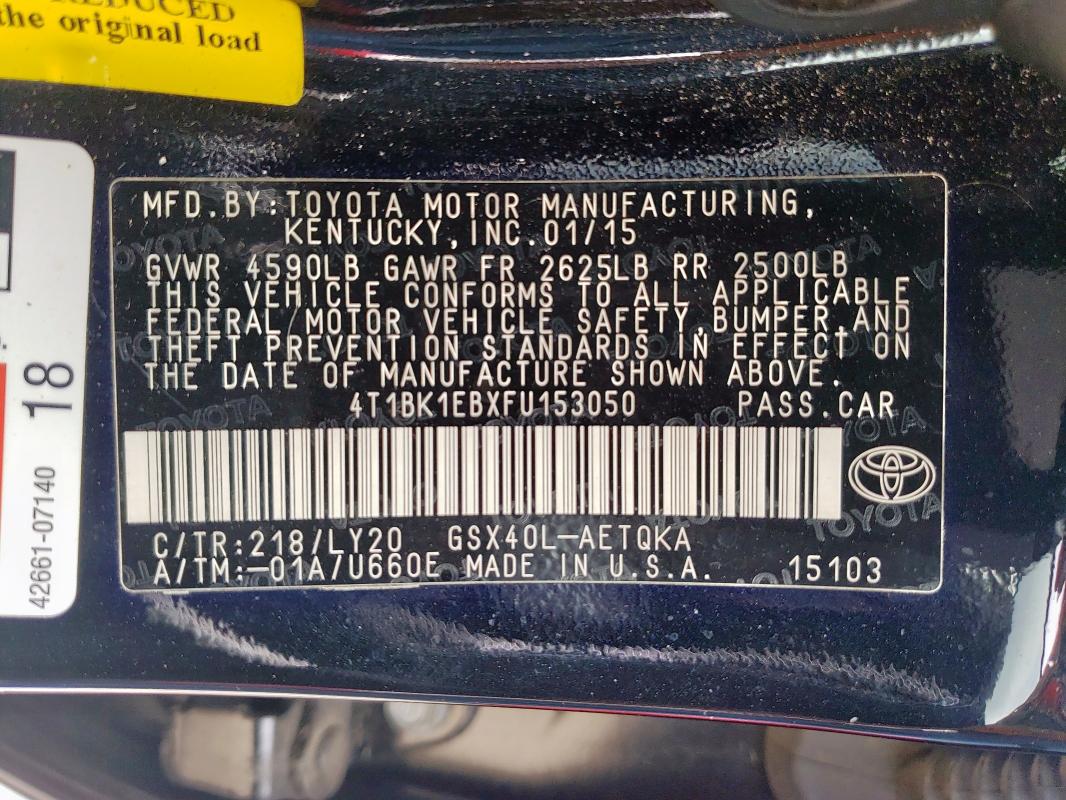 REDUCED
the original load
MFD.BY:TOYOTA MOTOR MANUFACTURING,
KENTUCKY,INC.01/15
GVWR 4590LB GAWR FR 2625LB RR 2500LB
THIS VEHICLE CONFORMS TO ALL APPLICABLE
FEDERAL MOTOR VEHICLE SAFETY,BUMPER,AND
THEFT PREVENTION STANDARDS IN EFFECT ON
THE DATE OF MANUFACTURE SHOWN ABOVE.
4T1BK1EBXFU153050 PASS.CAR
C/TR:218/LY20 GSX40L-AETQKA
A/TM:-01A/U660E MADE IN U.S.A. 15103
TOYOTA
18
42661-07140